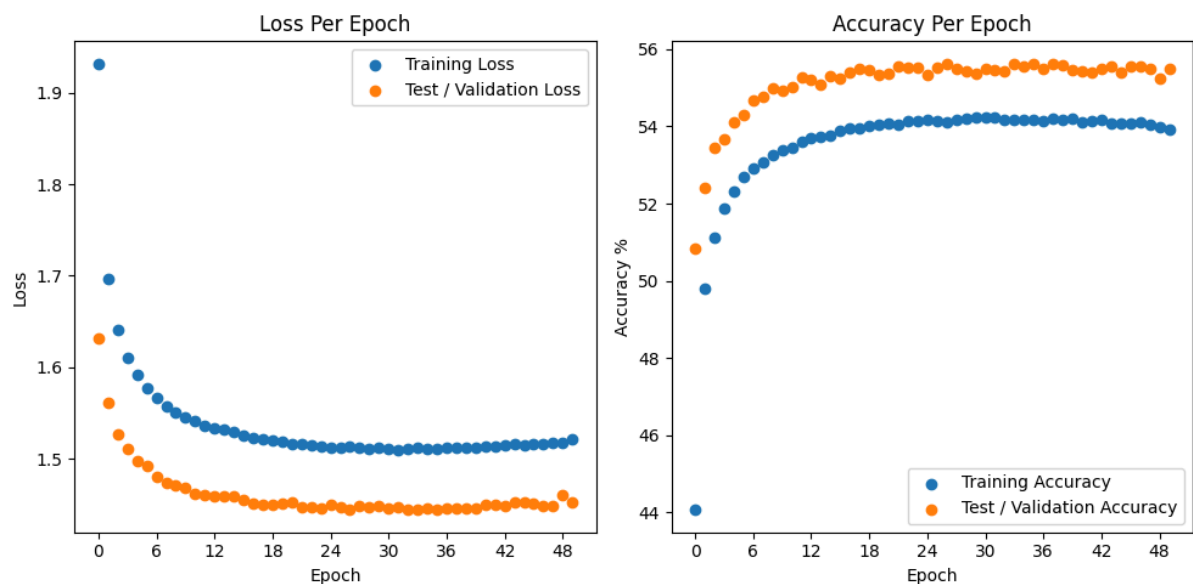 Loss Per Epoch
Training Loss
Test / Validation Loss
1.9
1.8
1.7
1.6
1.5
Loss
0 6 12 18 24 30 36 42 48
Epoch
Accuracy Per Epoch
56
54
52
50
48
46
44
Accuracy %
Training Accuracy
Test / Validation Accuracy
0 6 12 18 24 30 36 42 48
Epoch